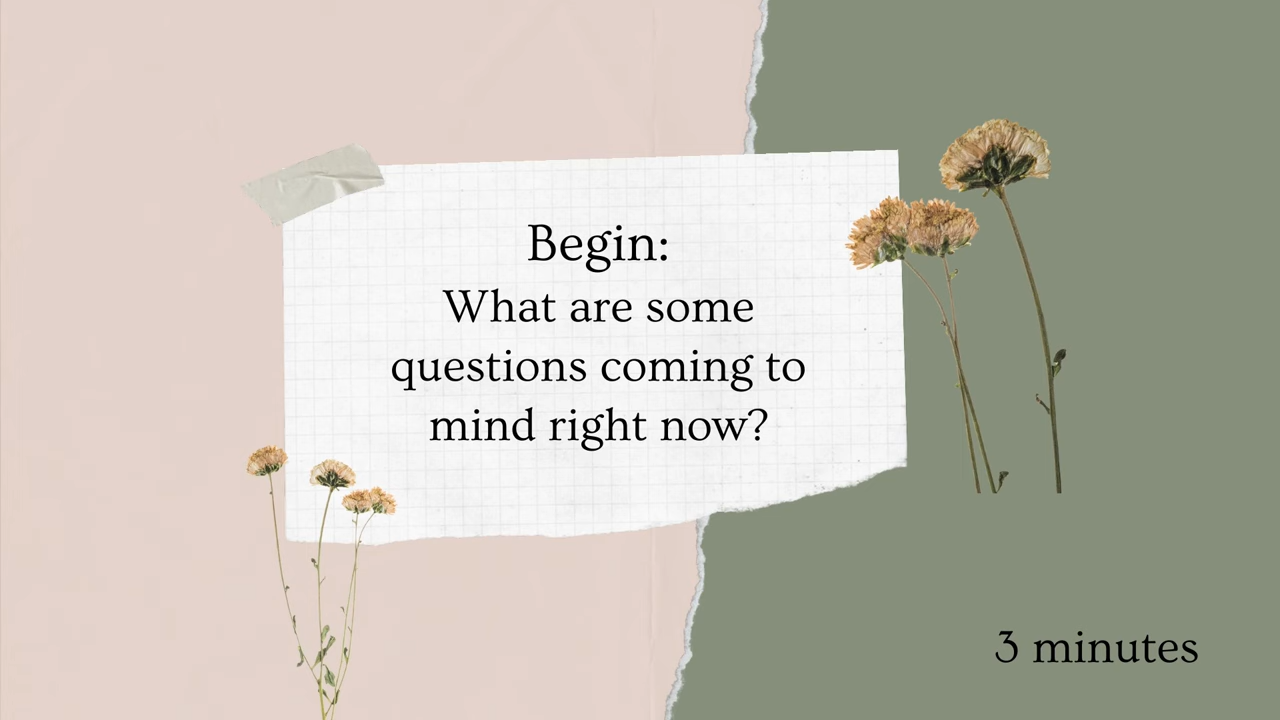 Begin:
What are some
questions coming to
mind right now?
3 minutes